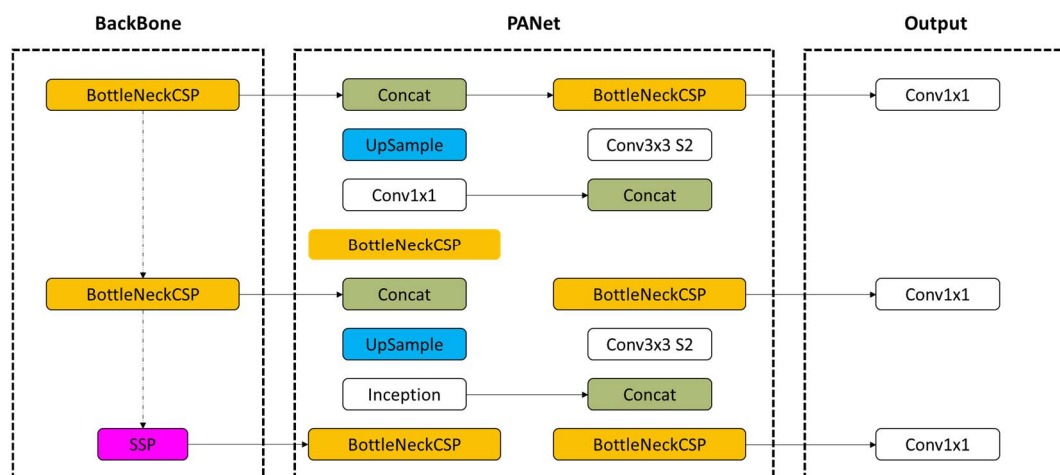 BackBone PANet Output
BottleNeckCSP Concat BottleNeckCSP Conv1x1
UpSample Conv3x3 S2
Conv1x1 Concat
BottleNeckCSP
BottleNeckCSP Concat BottleNeckCSP Conv1x1
UpSample Conv3x3 S2
Inception Concat
SSP BottleNeckCSP BottleNeckCSP Conv1x1